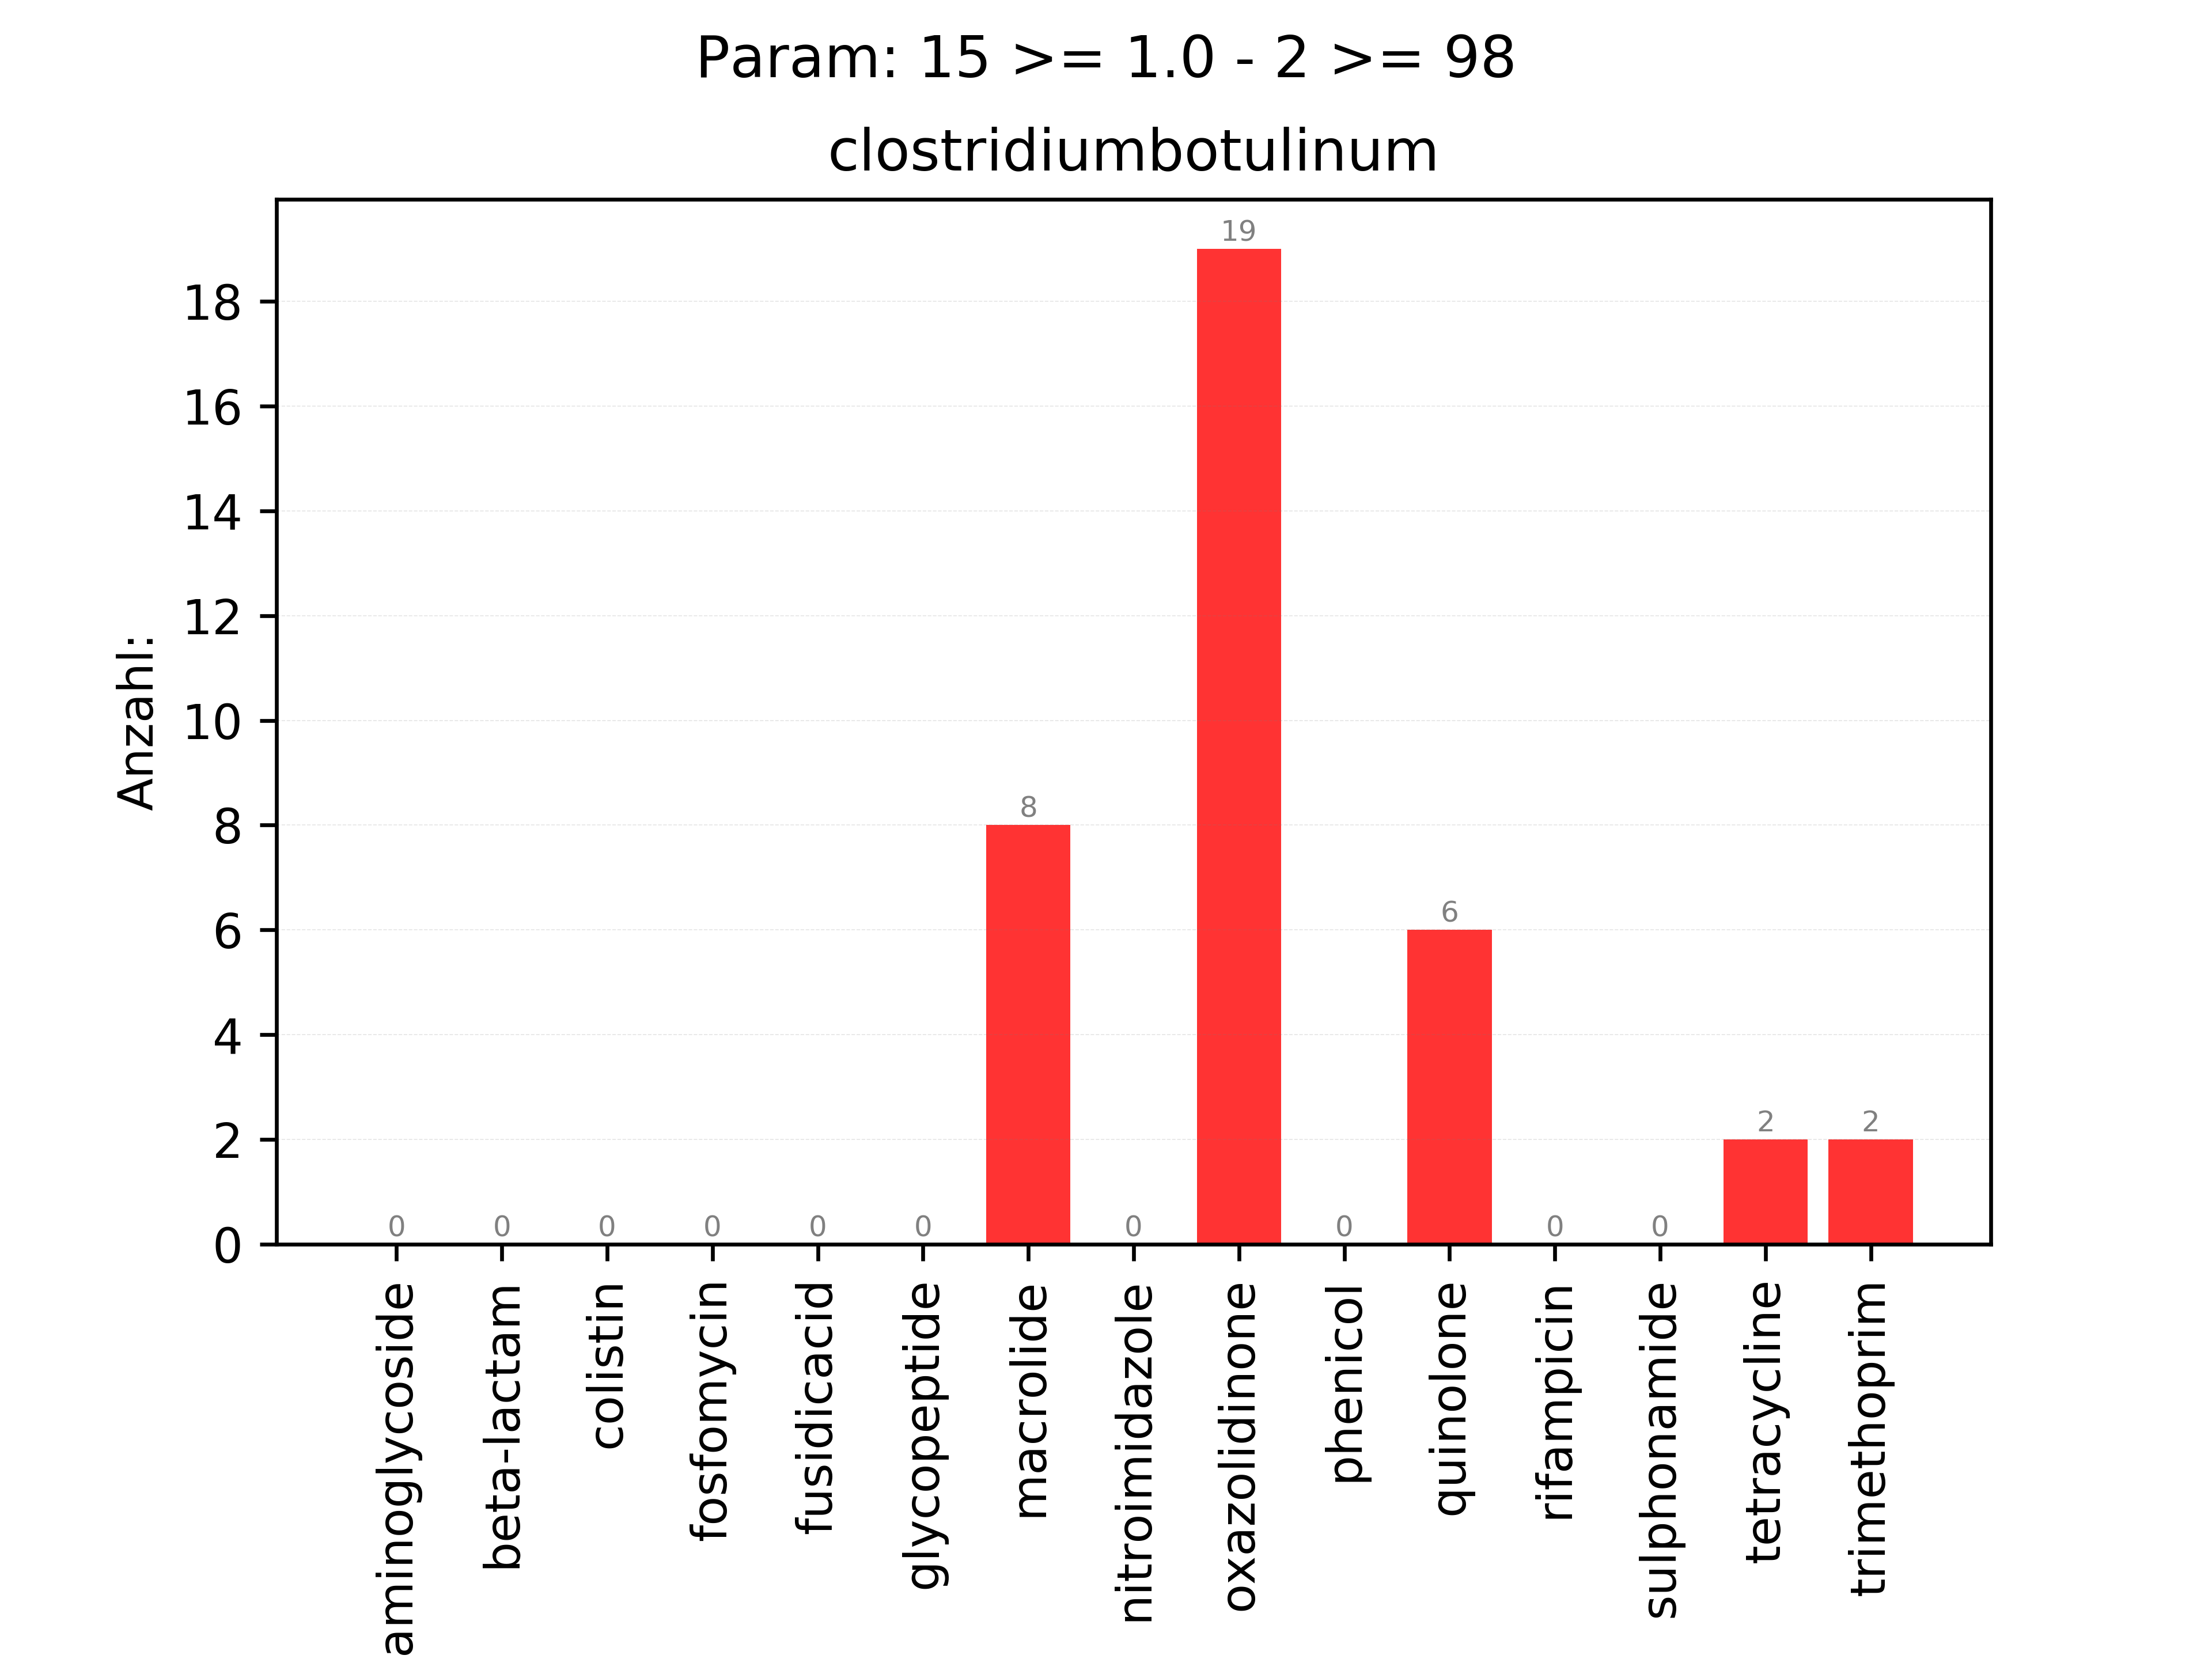 Param: 15 >= 1.0 - 2 >= 98
clostridiumbotulinum
Anzahl:
18
16
14
12
10
8
6
4
2
0
0
0
0
0
0
0
8
0
19
0
6
0
0
2
2
aminoglycoside
beta-lactam
colistin
fosfomycin
fusidicacid
glycopeptide
macrolide
nitroimidazole
oxazolidinone
phenicol
quinolone
rifampicin
sulphonamide
tetracycline
trimethoprim